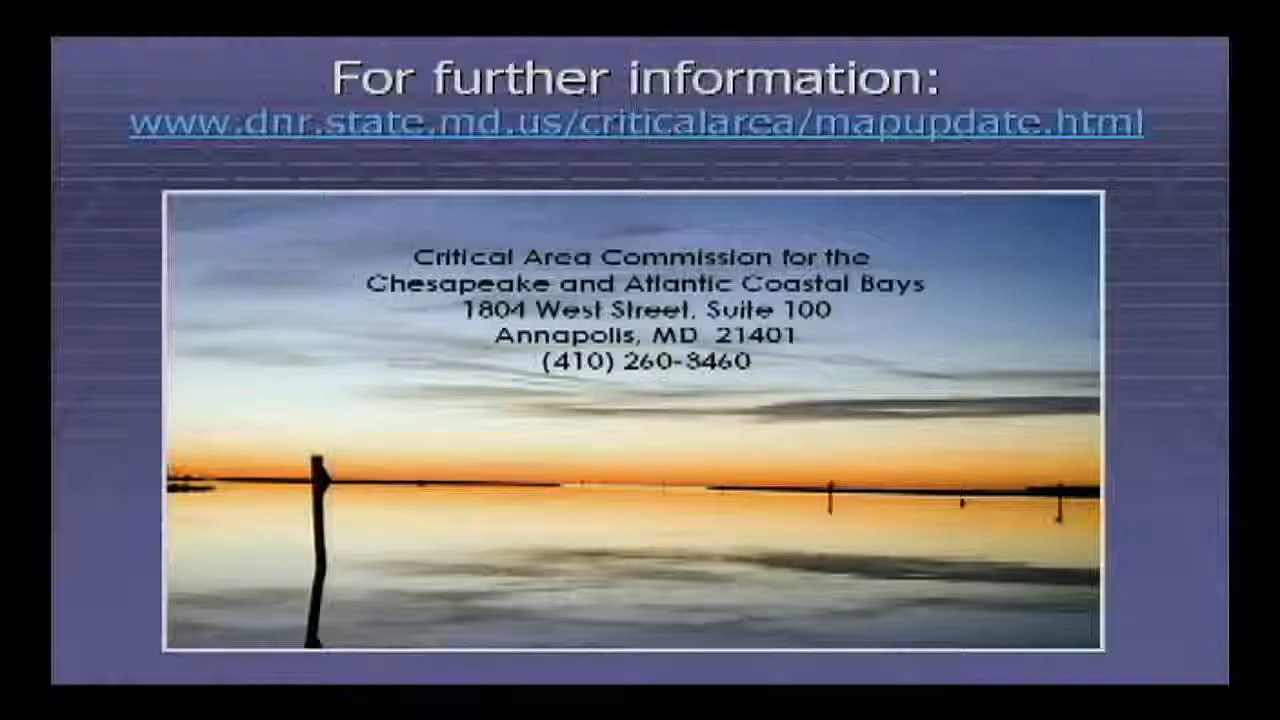 For further information:
www.dnr.state.md.us/criticalarea/mapupdate.html
Critical Area Commission for the
Chesapeake and Atlantic Coastal Bays
1804 West Street, Suite 100
Annapolis, MD 21401
(410) 260-3460